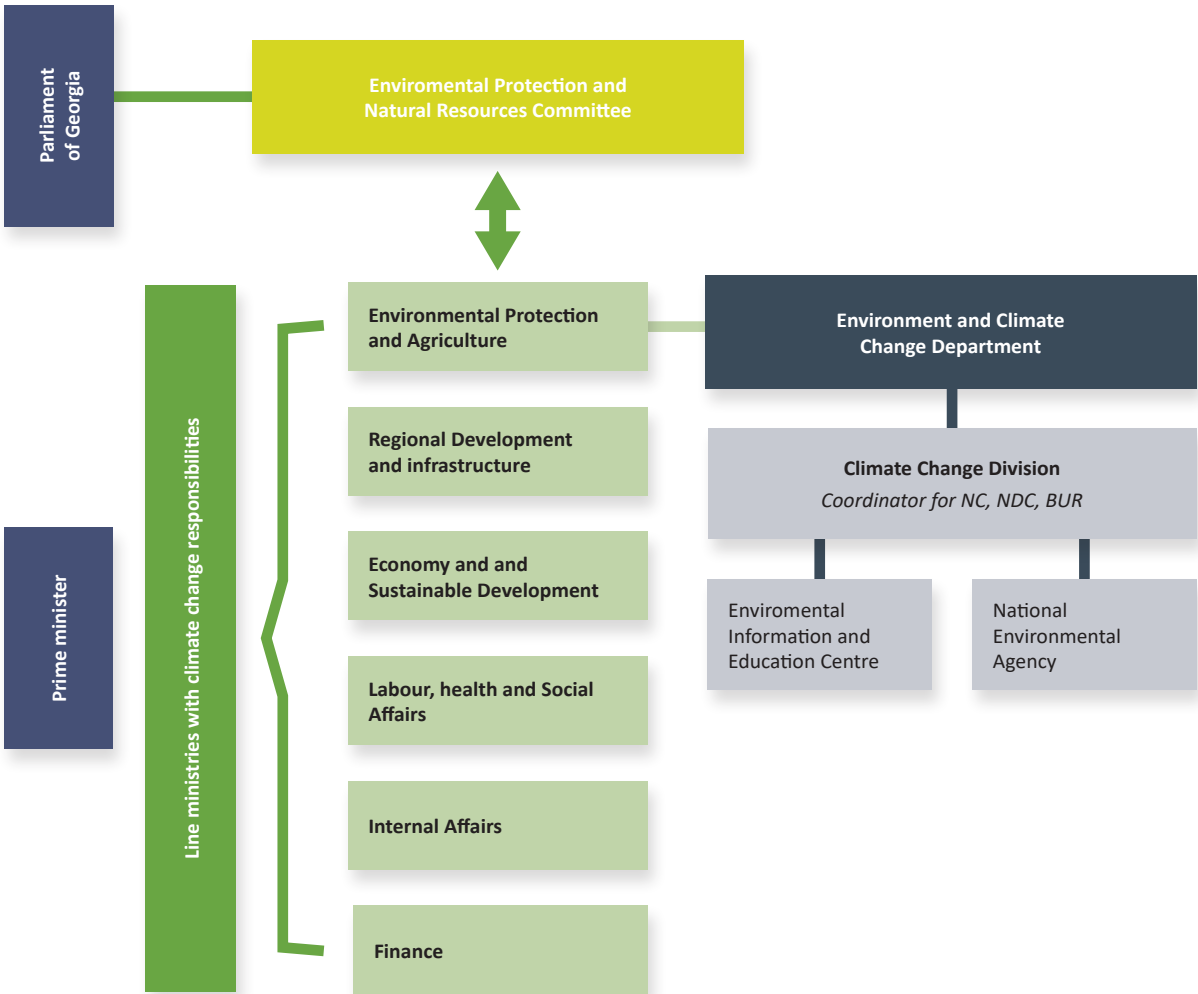 Parliament
of Georgia
Enviromental Protection and
Natural Resources Committee
Prime minister
Line ministries with climate change responsibilities
Environmental Protection
and Agriculture
Regional Development
and infrastructure
Economy and and
Sustainable Development
Labour, health and Social
Affairs
Internal Affairs
Finance
Environment and Climate
Change Department
Climate Change Division
Coordinator for NC, NDC, BUR
Enviromental
Information and
Education Centre
National
Environmental
Agency